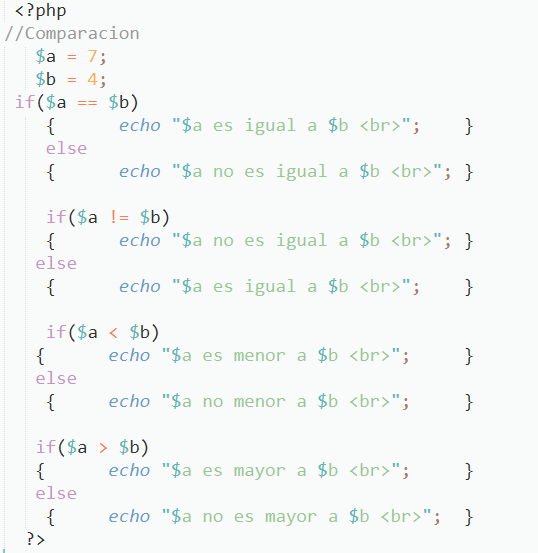 <?php
//Comparacion
$a = 7;
$b = 4;
if($a == $b)
{ echo "$a es igual a $b <br>"; }
else
{ echo "$a no es igual a $b <br>"; }
if($a != $b)
{ echo "$a no es igual a $b <br>"; }
else
{ echo "$a es igual a $b <br>"; }
if($a < $b)
{ echo "$a es menor a $b <br>"; }
else
{ echo "$a no menor a $b <br>"; }
if($a > $b)
{ echo "$a es mayor a $b <br>"; }
else
{ echo "$a no es mayor a $b <br>"; }
?>